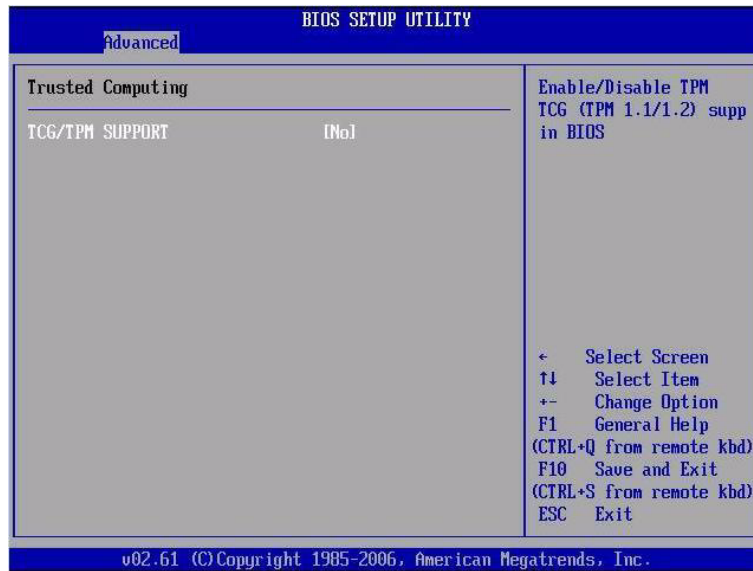 BIOS SETUP UTILITY
Advanced
Trusted Computing
TCG/TPM SUPPORT [No]
Enable/Disable TPM
TCG (TPM 1.1/1.2) supp
in BIOS
← Select Screen
↑↓ Select Item
+- Change Option
F1 General Help
(CTRL+Q from remote kbd)
F10 Save and Exit
(CTRL+S from remote kbd)
ESC Exit
v02.61 (C)Copyright 1985-2006, American Megatrends, Inc.